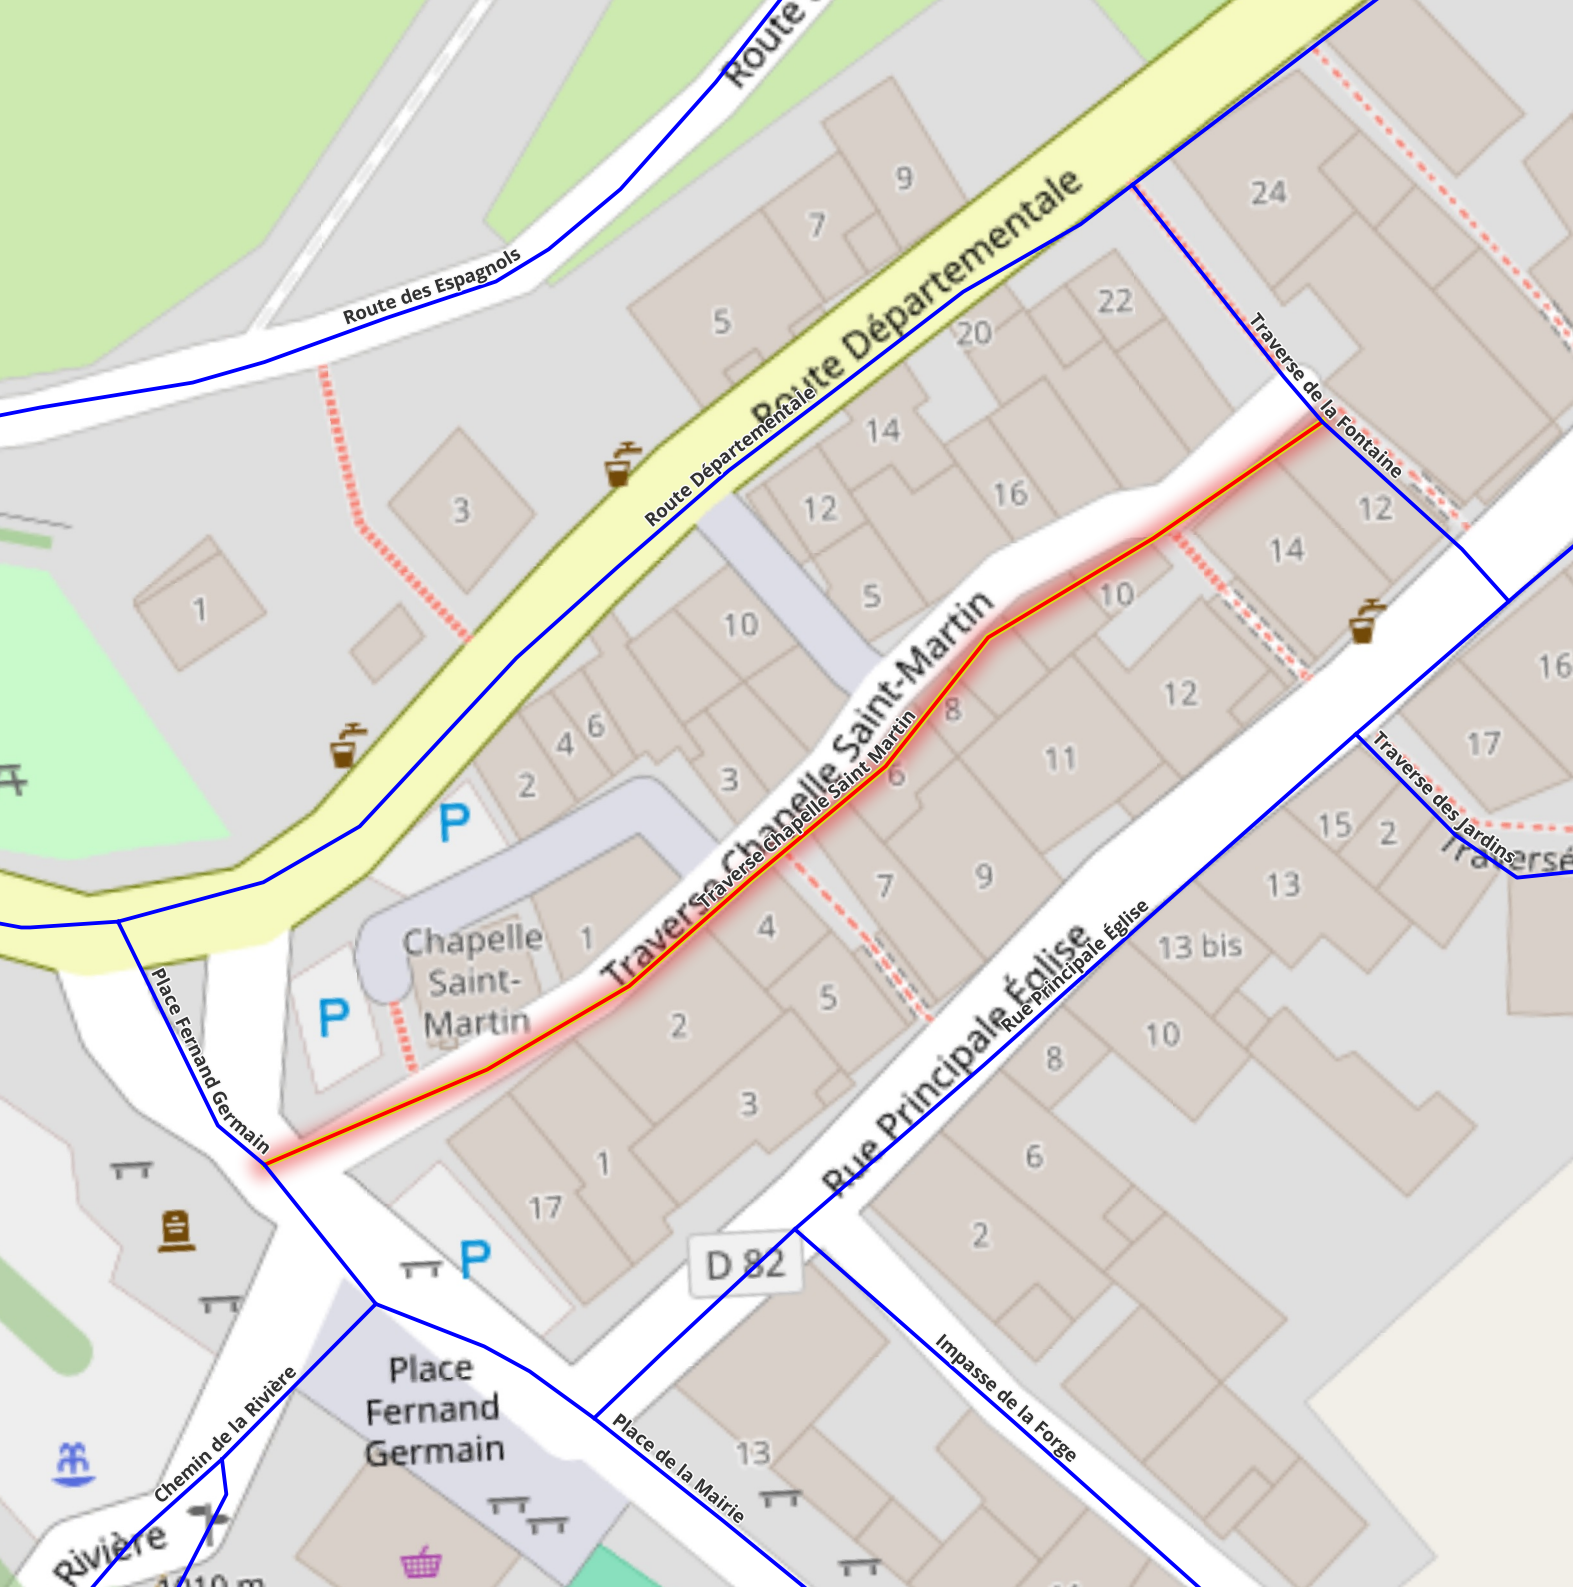 Route
Route des Espagnols
Route Départementale
Route Départementale
9
7
5
24
22
20
14
12
16
5
3
1
10
4
6
2
3
Traverse de la Fontaine
12
14
10
12
11
8
6
16
17
15
2
13
13 bis
10
8
6
2
9
7
4
5
2
3
1
1
17
P
P
P
Chapelle
Saint-
Martin
Traverse Chapelle Saint-Martin
Traverse Chapelle Saint Martin
Rue Principale Église
Rue Principale Église
Traverse des Jardins
Traverse
Place Fernand Germain
D 82
Place
Fernand
Germain
Chemin de la Rivière
Rivière
1010 m
Place de la Mairie
Impasse de la Forge
13